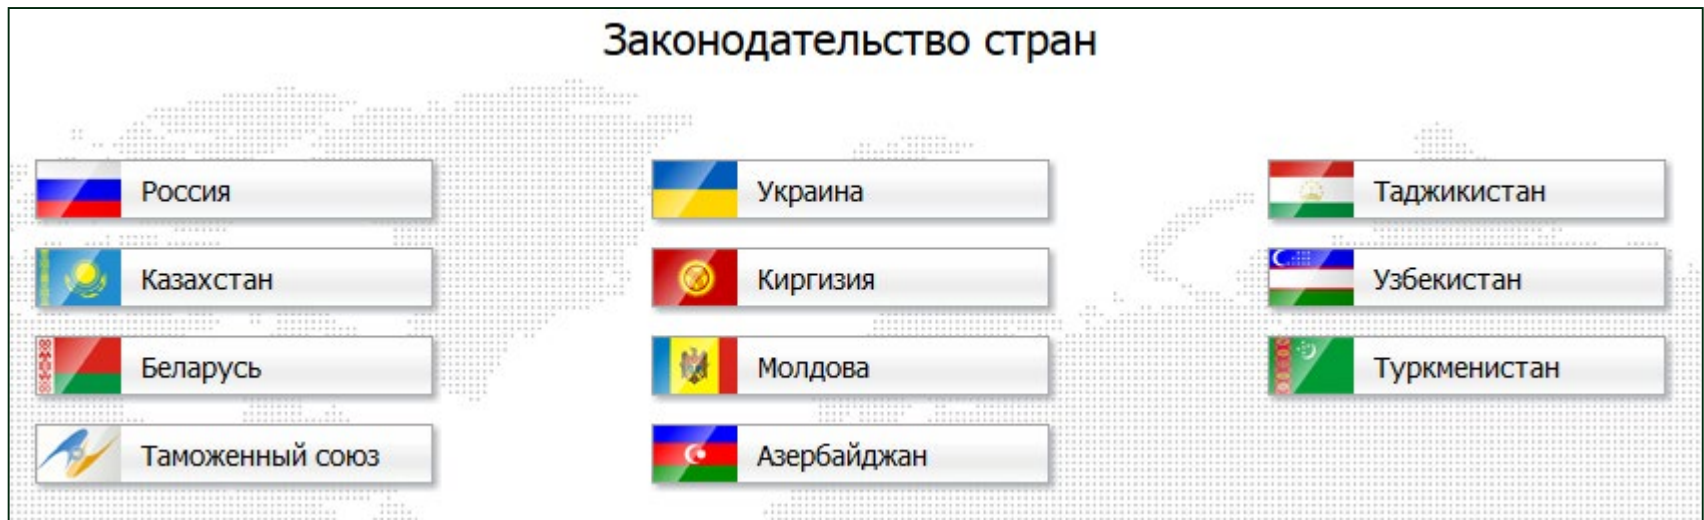 Законодательство стран
Россия
Украина
Таджикистан
Казахстан
Киргизия
Узбекистан
Беларусь
Молдова
Туркменистан
Таможенный союз
Азербайджан